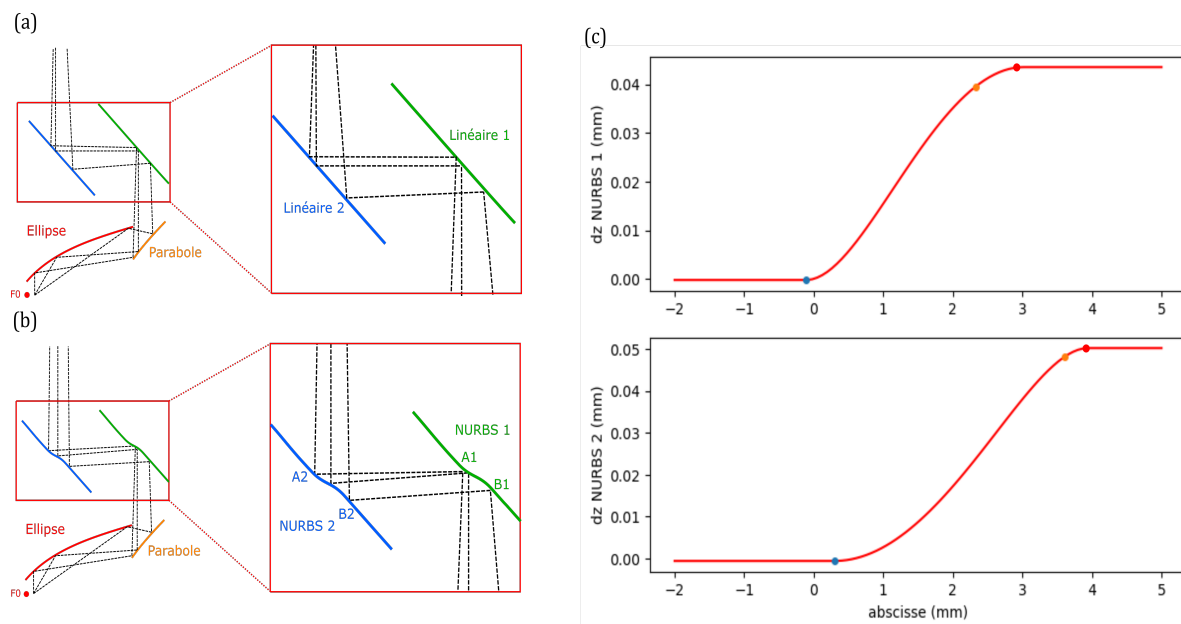 (a)
Linéaire 1
Linéaire 2
Ellipse
Parabole
F0
(b)
NURBS 1
A1
A2
B1
B2
NURBS 2
Ellipse
Parabole
F0
(c)
dz NURBS 1 (mm)
0.04
0.03
0.02
0.01
0.00
−2 −1 0 1 2 3 4 5
dz NURBS 2 (mm)
0.05
0.04
0.03
0.02
0.01
0.00
−2 −1 0 1 2 3 4 5
abscisse (mm)